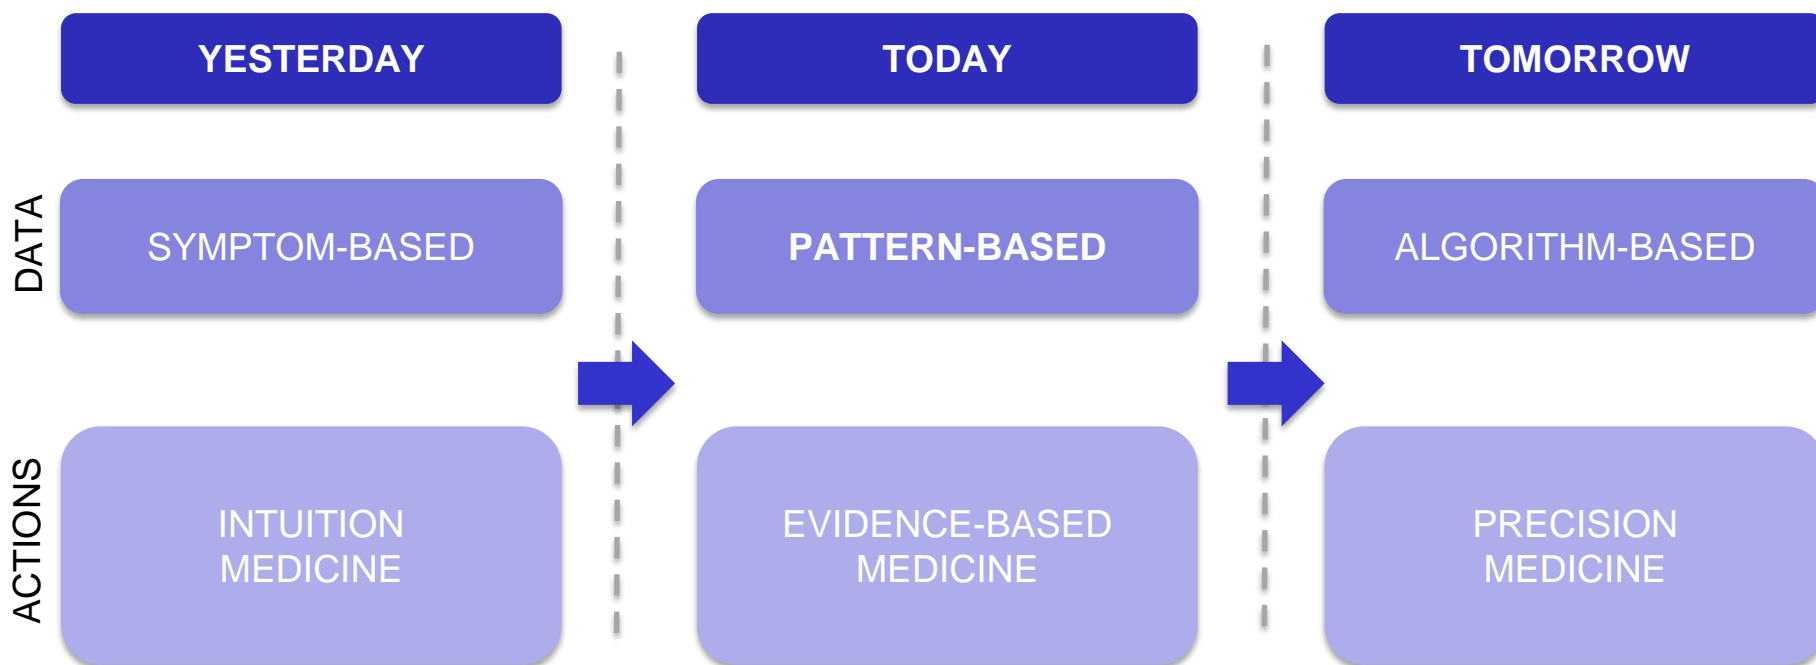 YESTERDAY
TODAY
TOMORROW
DATA
SYMPTOM-BASED
PATTERN-BASED
ALGORITHM-BASED
ACTIONS
INTUITION
MEDICINE
EVIDENCE-BASED
MEDICINE
PRECISION
MEDICINE